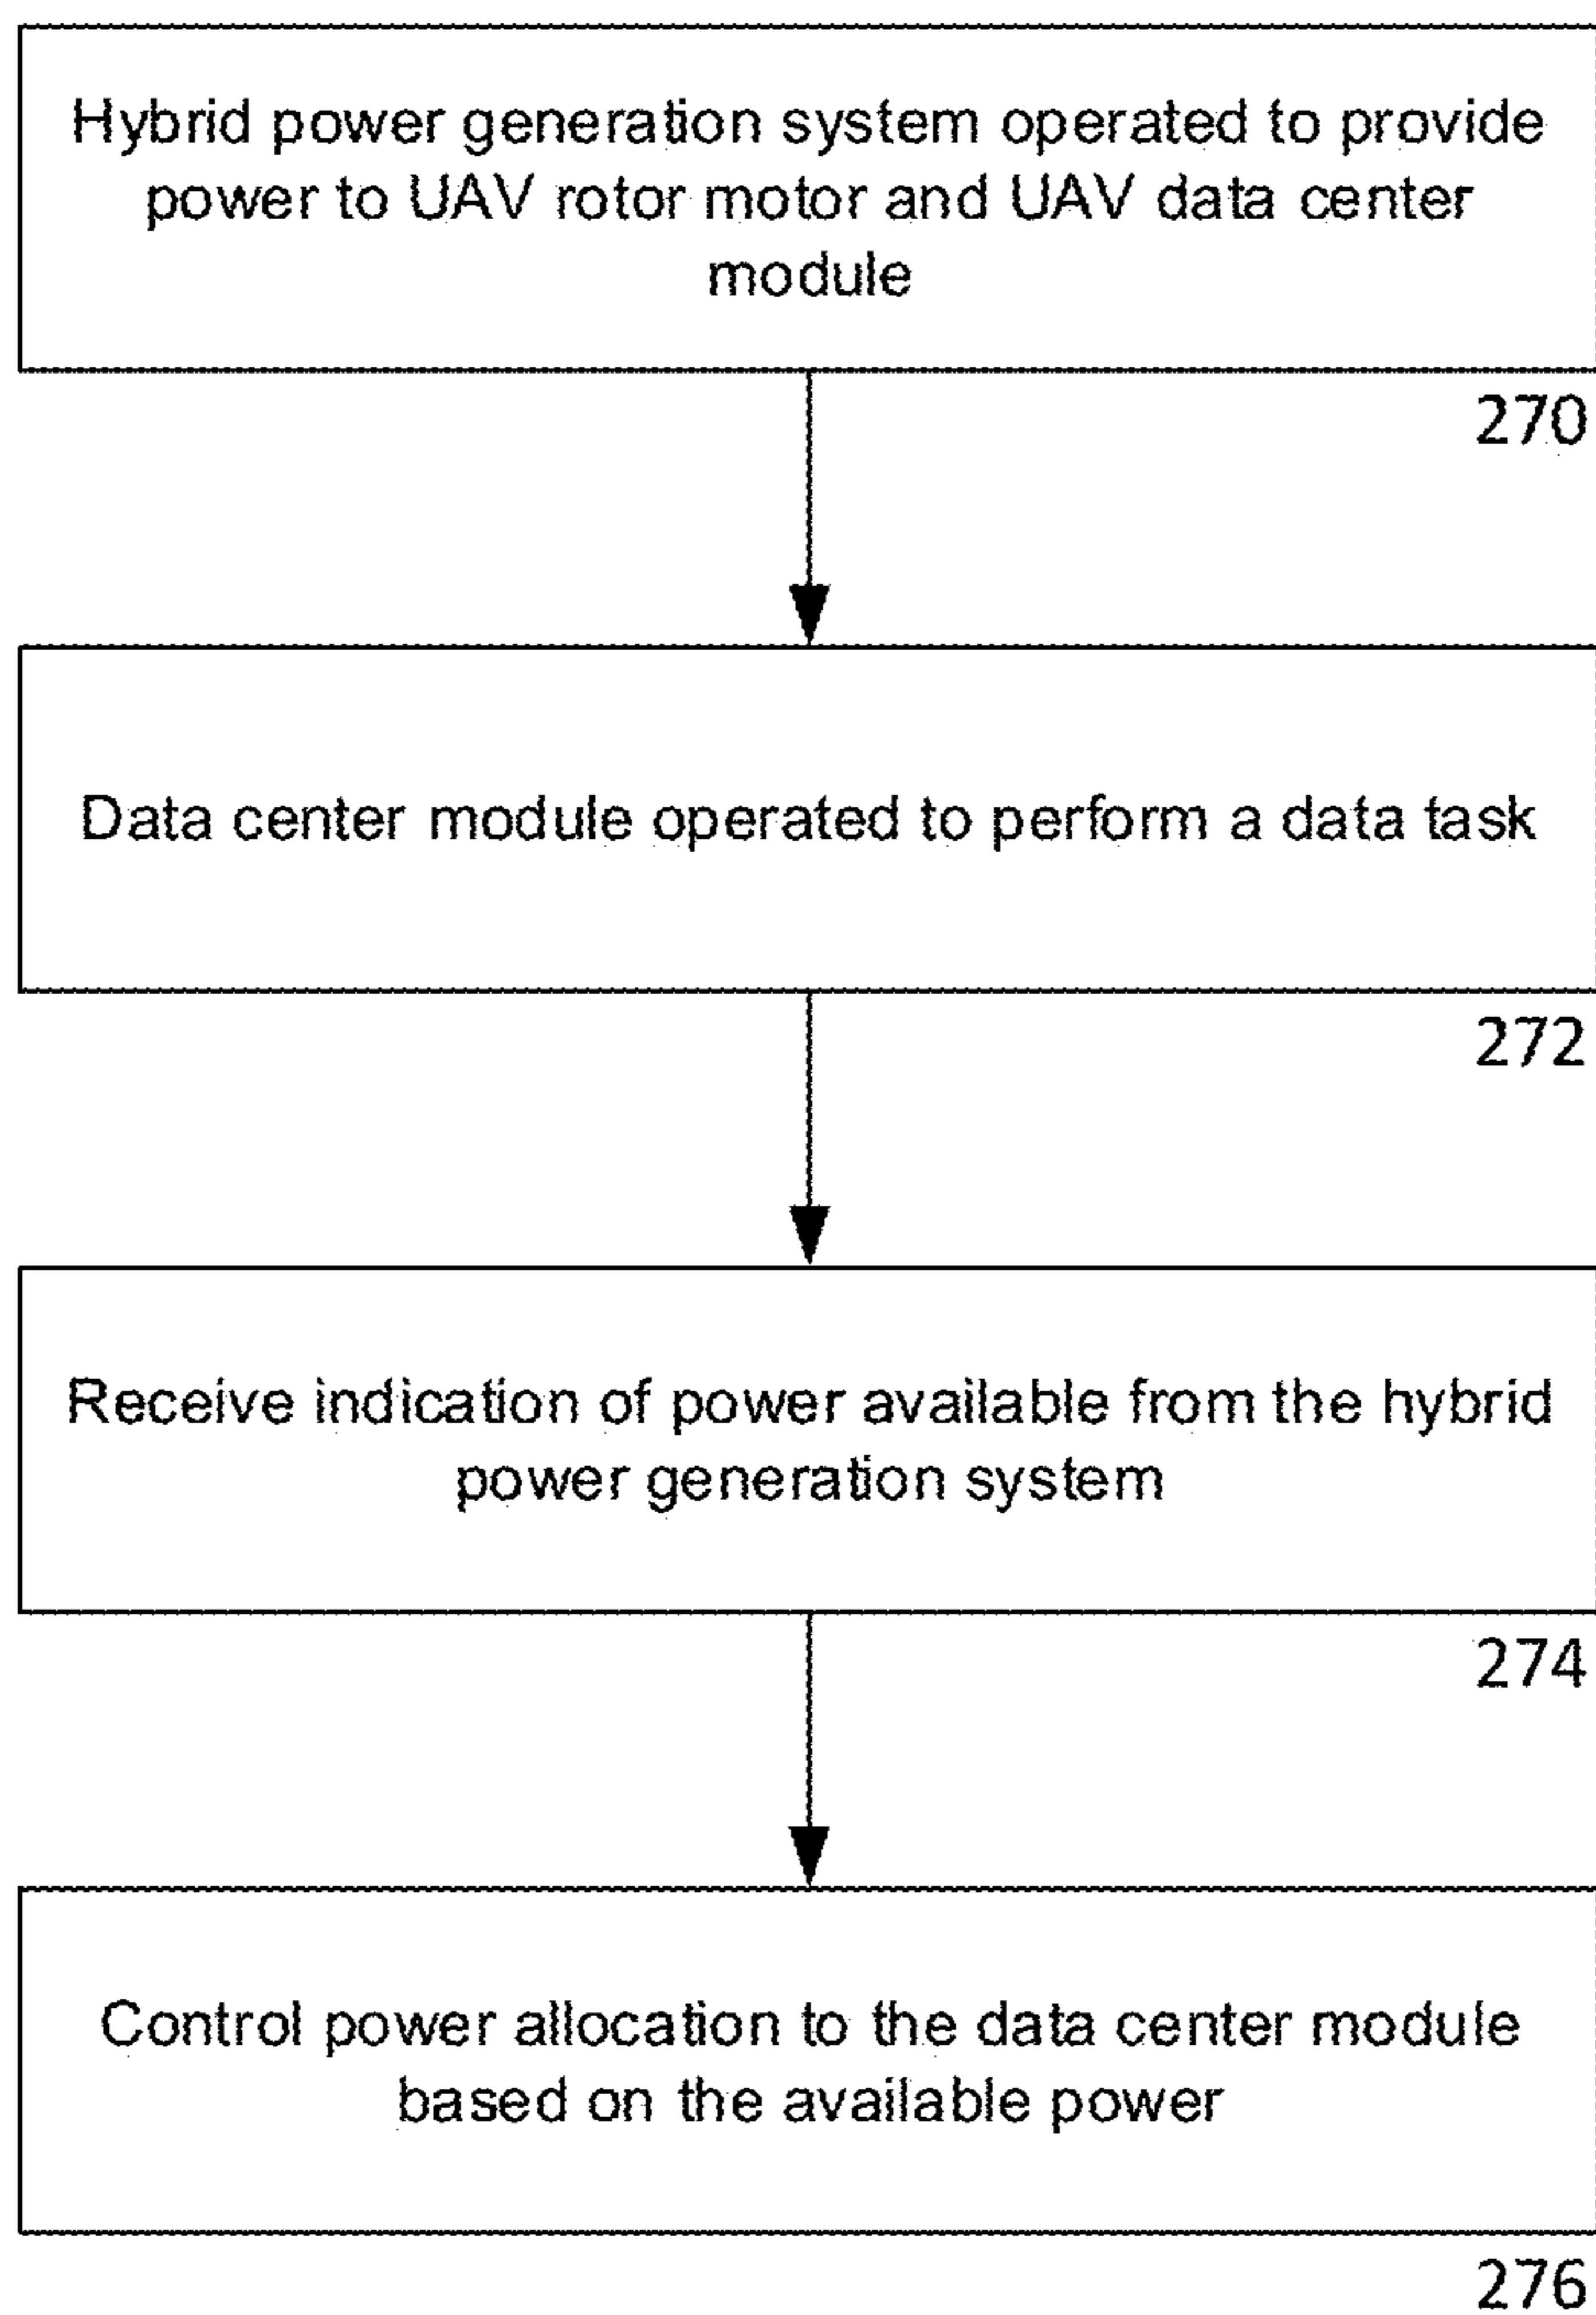 Hybrid power generation system operated to provide
power to UAV rotor motor and UAV data center
module
270
Data center module operated to perform a data task
272
Receive indication of power available from the hybrid
power generation system
274
Control power allocation to the data center module
based on the available power
276